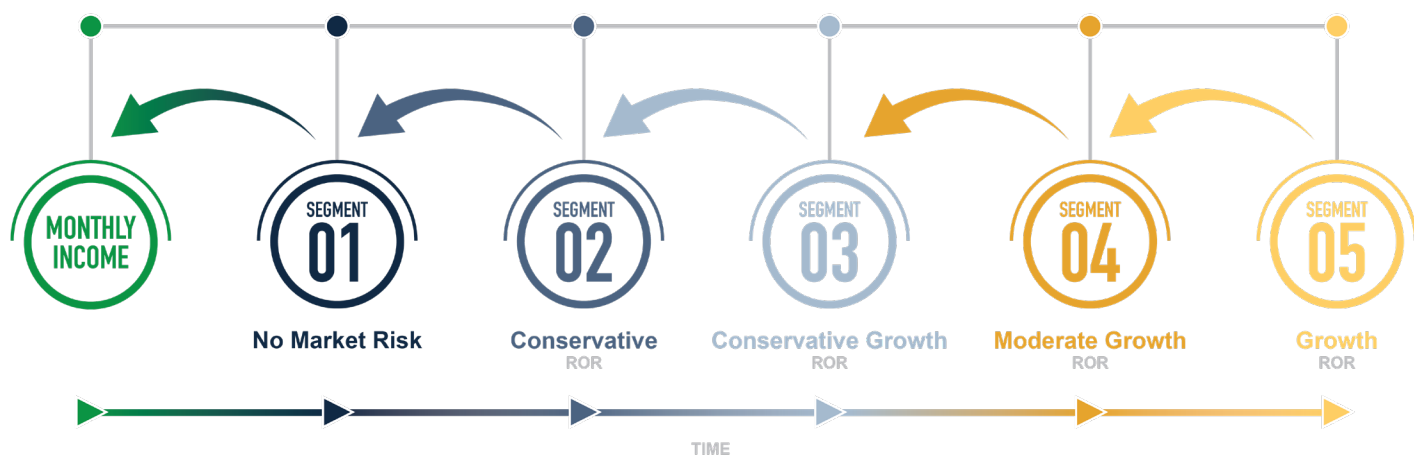 MONTHLY
INCOME
SEGMENT
01
No Market Risk
SEGMENT
02
Conservative
ROR
SEGMENT
03
Conservative Growth
ROR
SEGMENT
04
Moderate Growth
ROR
SEGMENT
05
Growth
ROR
TIME